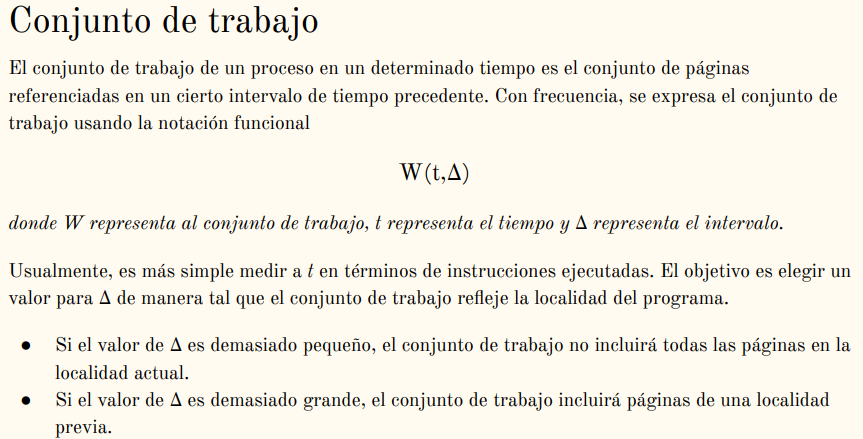 Conjunto de trabajo
El conjunto de trabajo de un proceso en un determinado tiempo es el conjunto de páginas
referenciadas en un cierto intervalo de tiempo precedente. Con frecuencia, se expresa el conjunto de
trabajo usando la notación funcional
W(t,Δ)
donde W representa al conjunto de trabajo, t representa el tiempo y Δ representa el intervalo.
Usualmente, es más simple medir a t en términos de instrucciones ejecutadas. El objetivo es elegir un
valor para Δ de manera tal que el conjunto de trabajo refleje la localidad del programa.
● Si el valor de Δ es demasiado pequeño, el conjunto de trabajo no incluirá todas las páginas en la
localidad actual.
● Si el valor de Δ es demasiado grande, el conjunto de trabajo incluirá páginas de una localidad
previa.